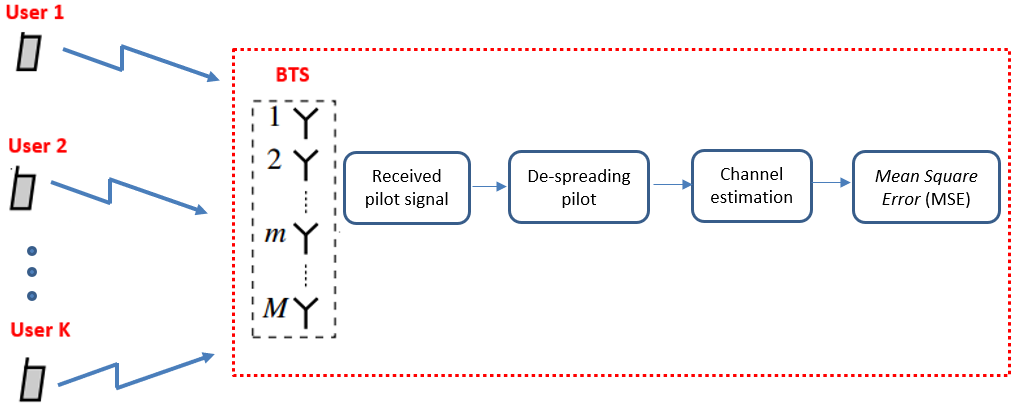 User 1
BTS
1
User 2
2
Received
pilot signal
De-spreading
pilot
Channel
estimation
Mean Square
Error (MSE)
m
M
User K